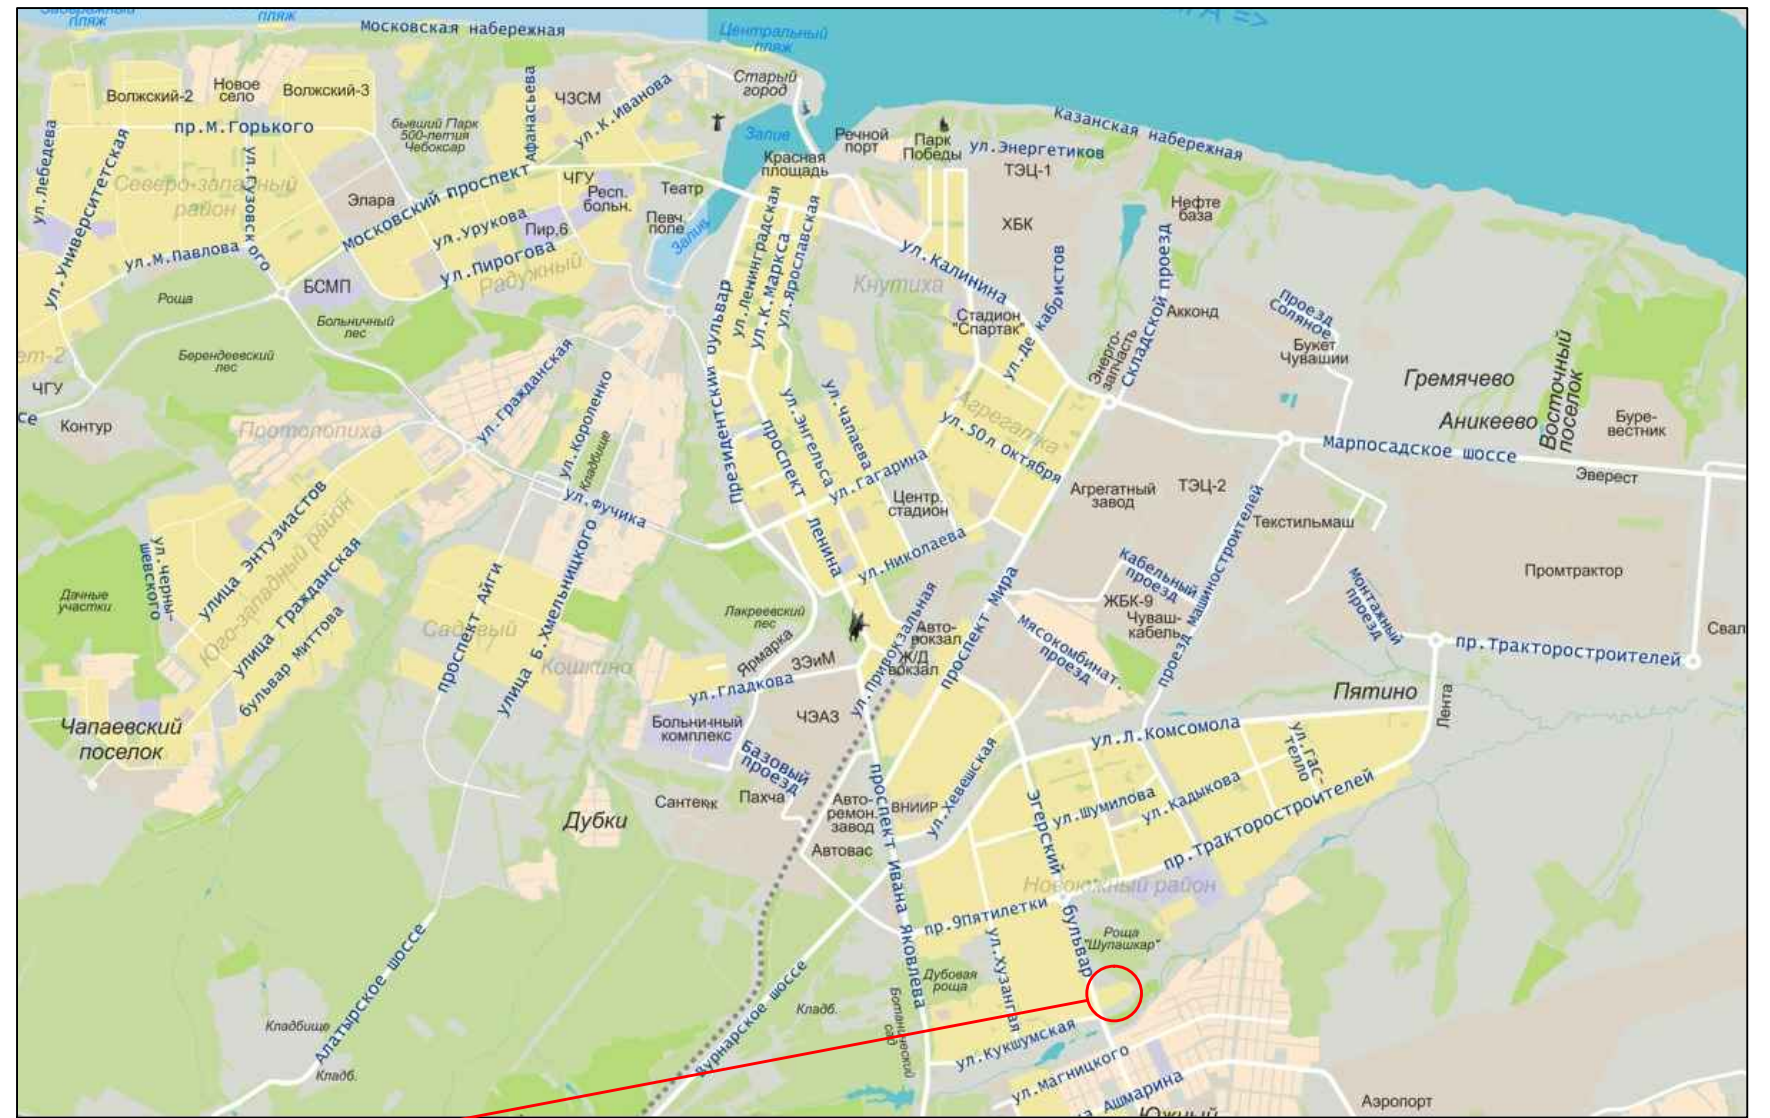 пляж
Московская набережная
Центральный
пляж
Старый
город
Волжский-2
Новое
село
Волжский-3
ЧЗСМ
ул.К.Иванова
Афанасьева
ул.Лебедева
ул.Университетская
пр.М.Горького
бывший Парк
500-летия
Чебоксар
Залив
Красная
площадь
Речной
порт
Парк
Победы
ул.Энергетиков
Казанская набережная
ТЭЦ-1
Северо-западный
район
Элара
Московский проспект
ЧГУ
Респ.
больн.
Театр
Певч.
поле
Залив
ул.Урукова
Пир,6
ул.Пирогова
Радужный
ул.М.Павлова
БСМП
Роща
Больничный
лес
Берендеевский
лес
ХБК
Нефте
база
Кнутиха
ул.Калинина
Стадион
"Спартак"
ул.Де
кабристов
Энерго-
запчасть
Складской проезд
Акконд
Проезд
Соляное
Букет
Чувашии
Гремячево
Аникеево
Восточный
поселок
Буре-
вестник
Президентский бульвар
ул.Ленинградская
ул.К.Маркса
ул.Ярославская
ЧГУ
Контур
Протопопиха
ул.Гражданская
ул.Короленко
Кладбище
ул.Фучика
проспект Ленина
ул.Энгельса
ул.Чапаева
ул.Гагарина
Агрегатка
ул.50л Октября
Центр.
стадион
ул.Николаева
Агрегатный
завод
ТЭЦ-2
Марпосадское шоссе
Эверест
Текстильмаш
Промтрактор
Дачные
участки
ул.Черны-
шевского
улица Энтузиастов
Юго-западный район
улица Гражданская
бульвар Миттова
Чапаевский
поселок
Садовый
проспект Айги
улица Б.Хмельницкого
Кошкино
Лакреевский
лес
Ярмарка
ЗЭиМ
ул.Гладкова
Больничный
комплекс
ЧЭАЗ
Базовый
проезд
Пахча
Дубки
Авто-
вокзал
Ж/Д
вокзал
ул.Привокзальная
проспект Мира
Кабельный
проезд
ЖБК-9
Чуваш-
кабель
проезд Машиностроителей
Мясокомбинат.
проезд
Монтажный
проезд
пр.Тракторостроителей
Пятино
Лента
ул.Л.Комсомола
ул.Гас-
телло
ул.Шумилова
ул.Кадыкова
пр.Тракторостроителей
Авто-
ремон.
завод
ВНИИР
ул.Хевешская
Автовас
проспект Ивана Яковлева
Эгерский бульвар
Новоюжный район
пр.9Пятилетки
ул.Хузангая
Роща
"Шупашкар"
Дубовая
роща
Ботанический
сад
Кладб.
Алатырское шоссе
Кладбище
Кладб.
ул.Кукшумская
ул.Магницкого
Ашмарина
Южный
Аэропорт